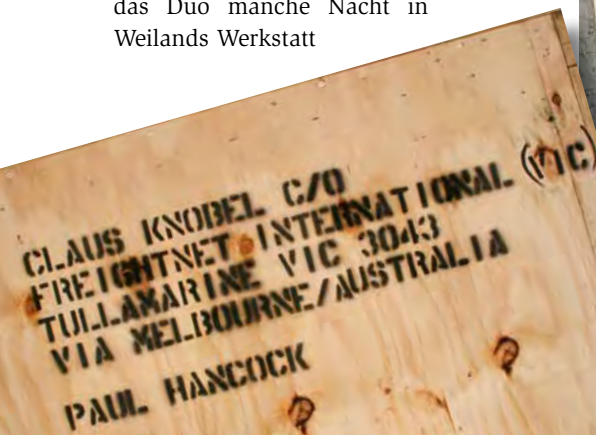 das Duo manche Nacht in
Weilands Werkstatt
CLAUS KNOBEL C/O
FREIGHTNET INTERNATIONAL (VIC)
TULLAMARINE VIC 3043
VIA MELBOURNE/AUSTRALIA
PAUL HANCOCK